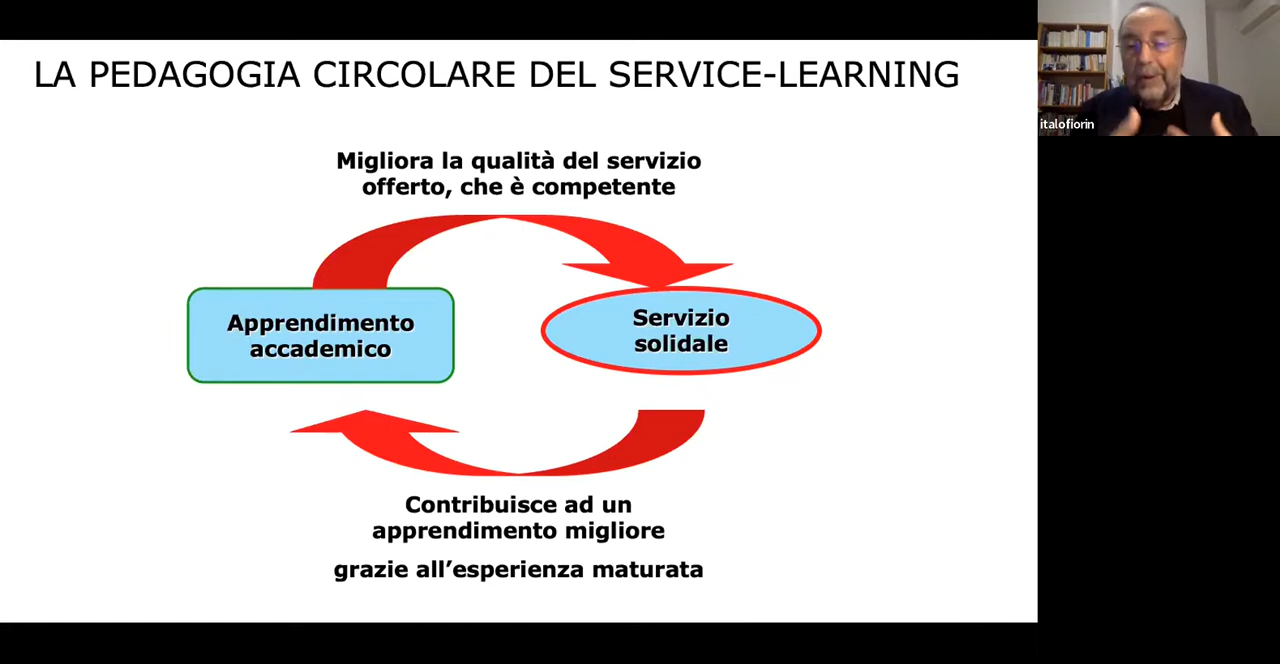 LA PEDAGOGIA CIRCOLARE DEL SERVICE-LEARNING
italofiorin
Migliora la qualità del servizio
offerto, che è competente
Apprendimento
accademico
Servizio
solidale
Contribuisce ad un
apprendimento migliore
grazie all’esperienza maturata